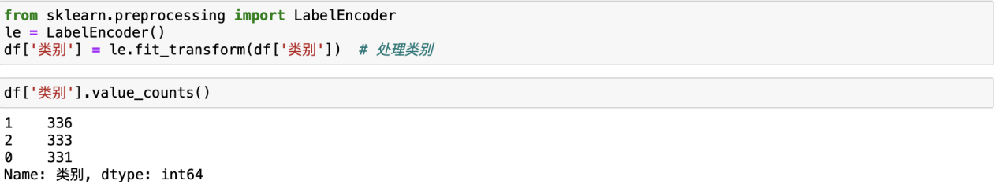 from sklearn.preprocessing import LabelEncoder
le = LabelEncoder()
df['类别'] = le.fit_transform(df['类别'])  # 处理类别
df['类别'].value_counts()
1    336
2    333
0    331
Name: 类别, dtype: int64